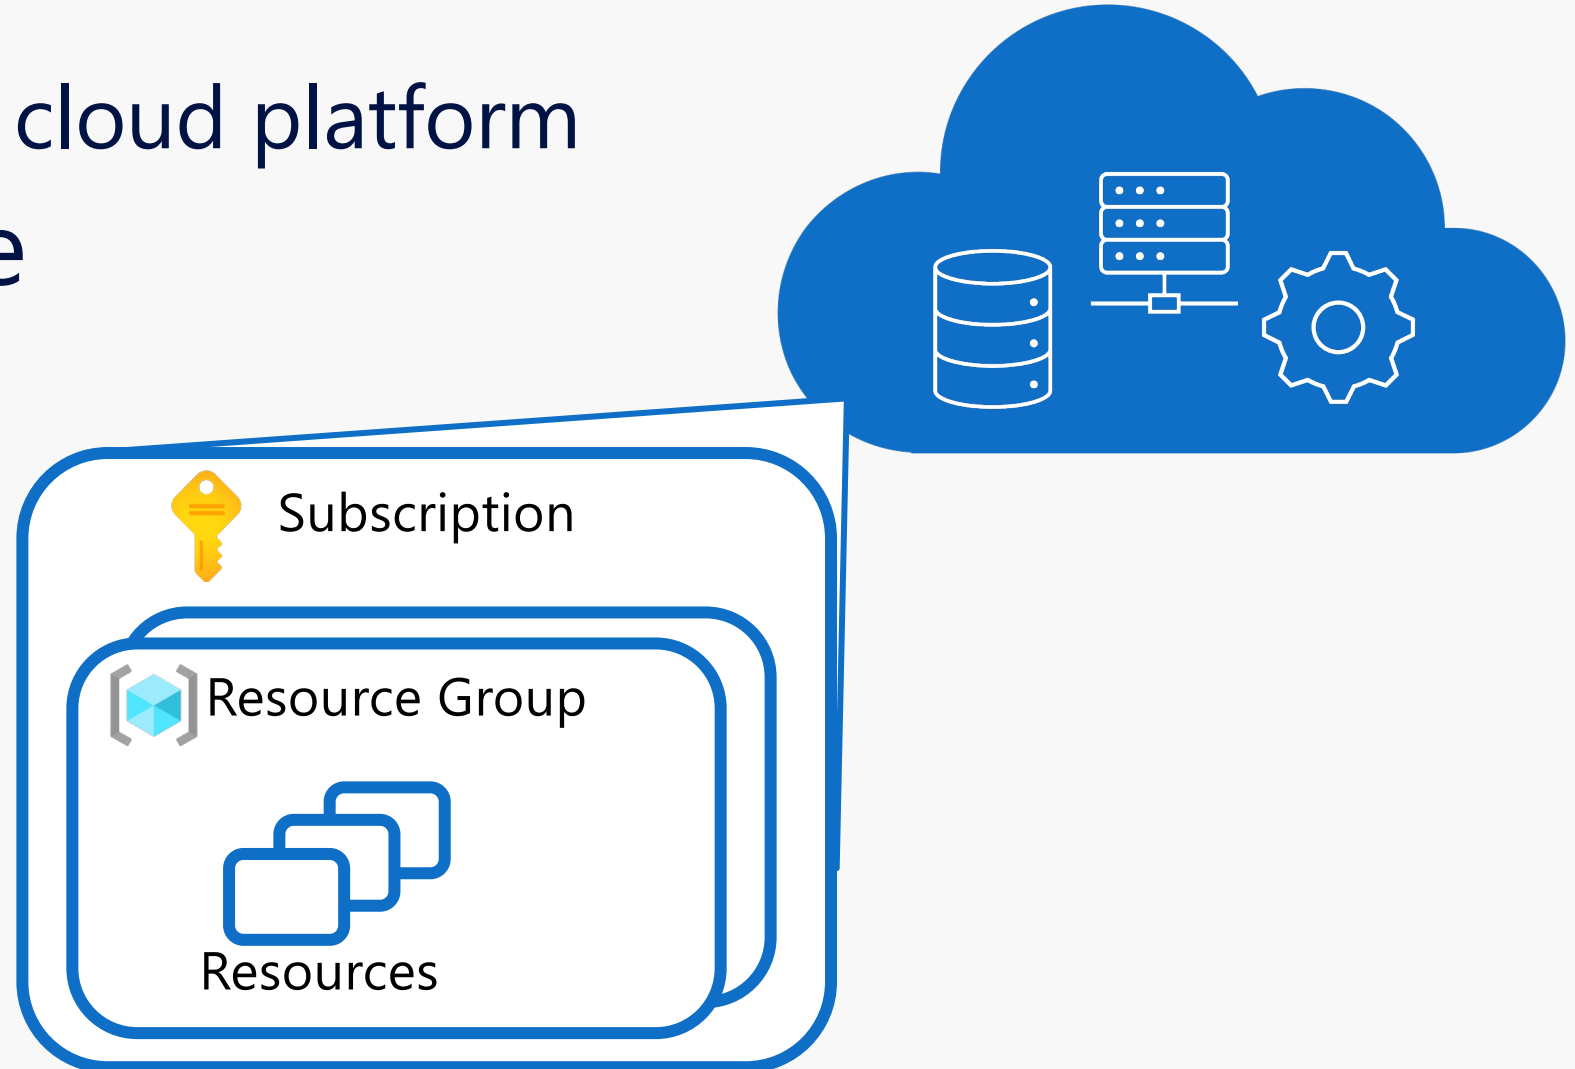 cloud platform
e
Subscription
Resource Group
Resources